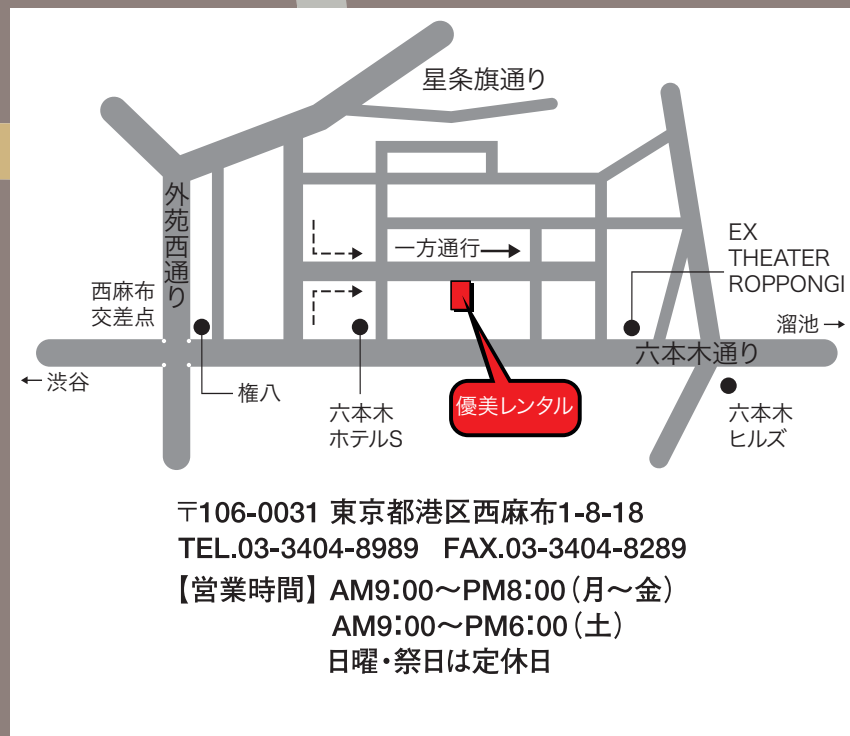 星条旗通り
外苑西通り
一方通行
EX
THEATER
ROPPONGI
西麻布
交差点
溜池→
六本木通り
←渋谷
権八
六本木
ホテルS
優美レンタル
六本木
ヒルズ
〒106-0031 東京都港区西麻布1-8-18
TEL.03-3404-8989 FAX.03-3404-8289
【営業時間】AM9:00〜PM8:00(月〜金)
AM9:00〜PM6:00(土)
日曜・祭日は定休日